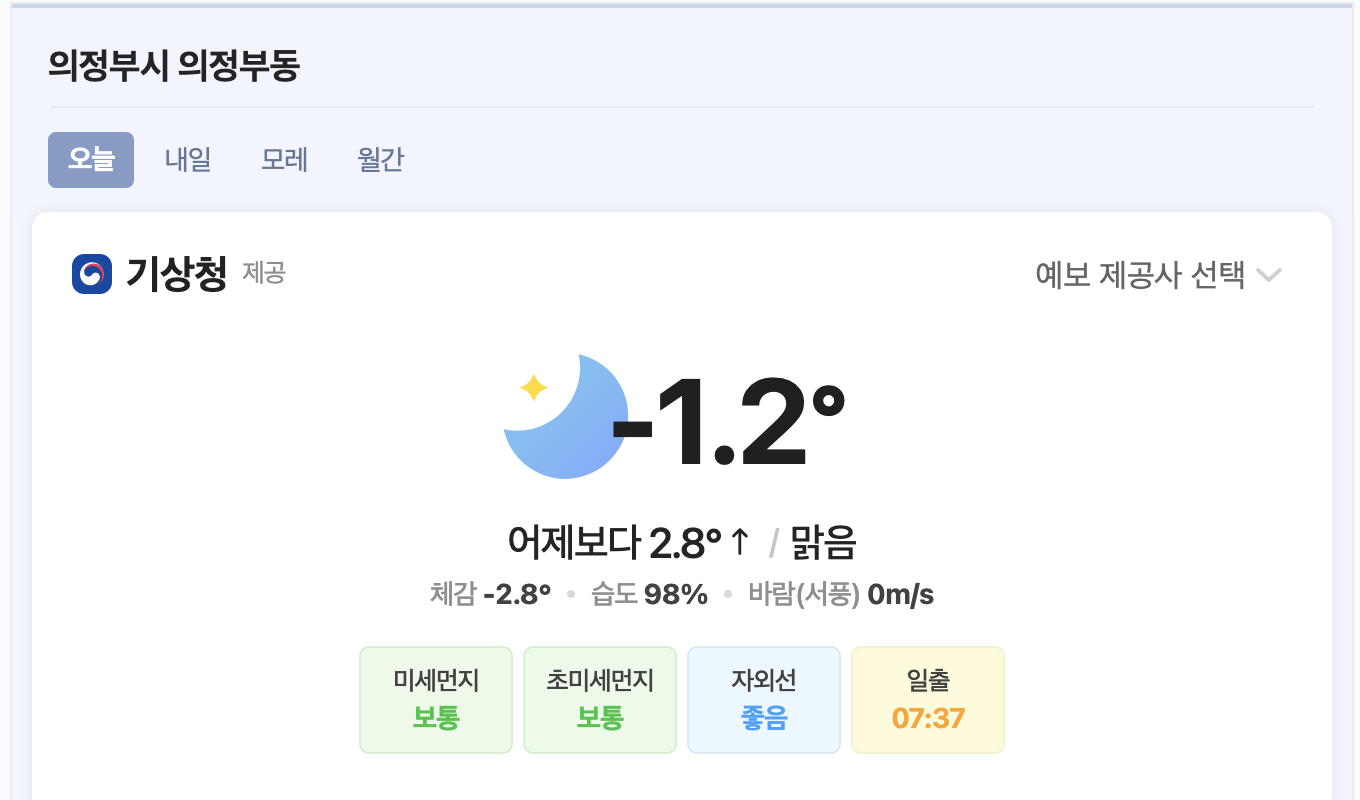 의정부시 의정부동
오늘 내일 모레 월간
기상청 제공 예보 제공사 선택
-1.2°
어제보다 2.8° ↑ / 맑음
체감 -2.8° • 습도 98% • 바람(서풍) 0m/s
미세먼지 초미세먼지 자외선 일출
보통 보통 좋음 07:37